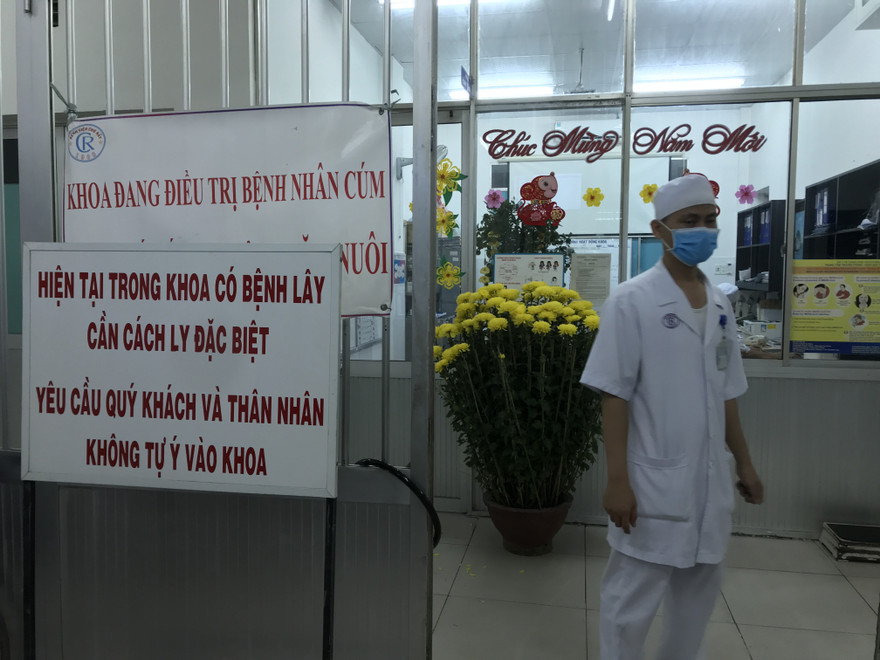 KHOA ĐANG ĐIỀU TRỊ BỆNH NHÂN CÚM
NUÔI
HIỆN TẠI TRONG KHOA CÓ BỆNH LÂY
CẦN CÁCH LY ĐẶC BIỆT
YÊU CẦU QUÝ KHÁCH VÀ THÂN NHÂN
KHÔNG TỰ Ý VÀO KHOA
Chúc Mừng Năm Mới